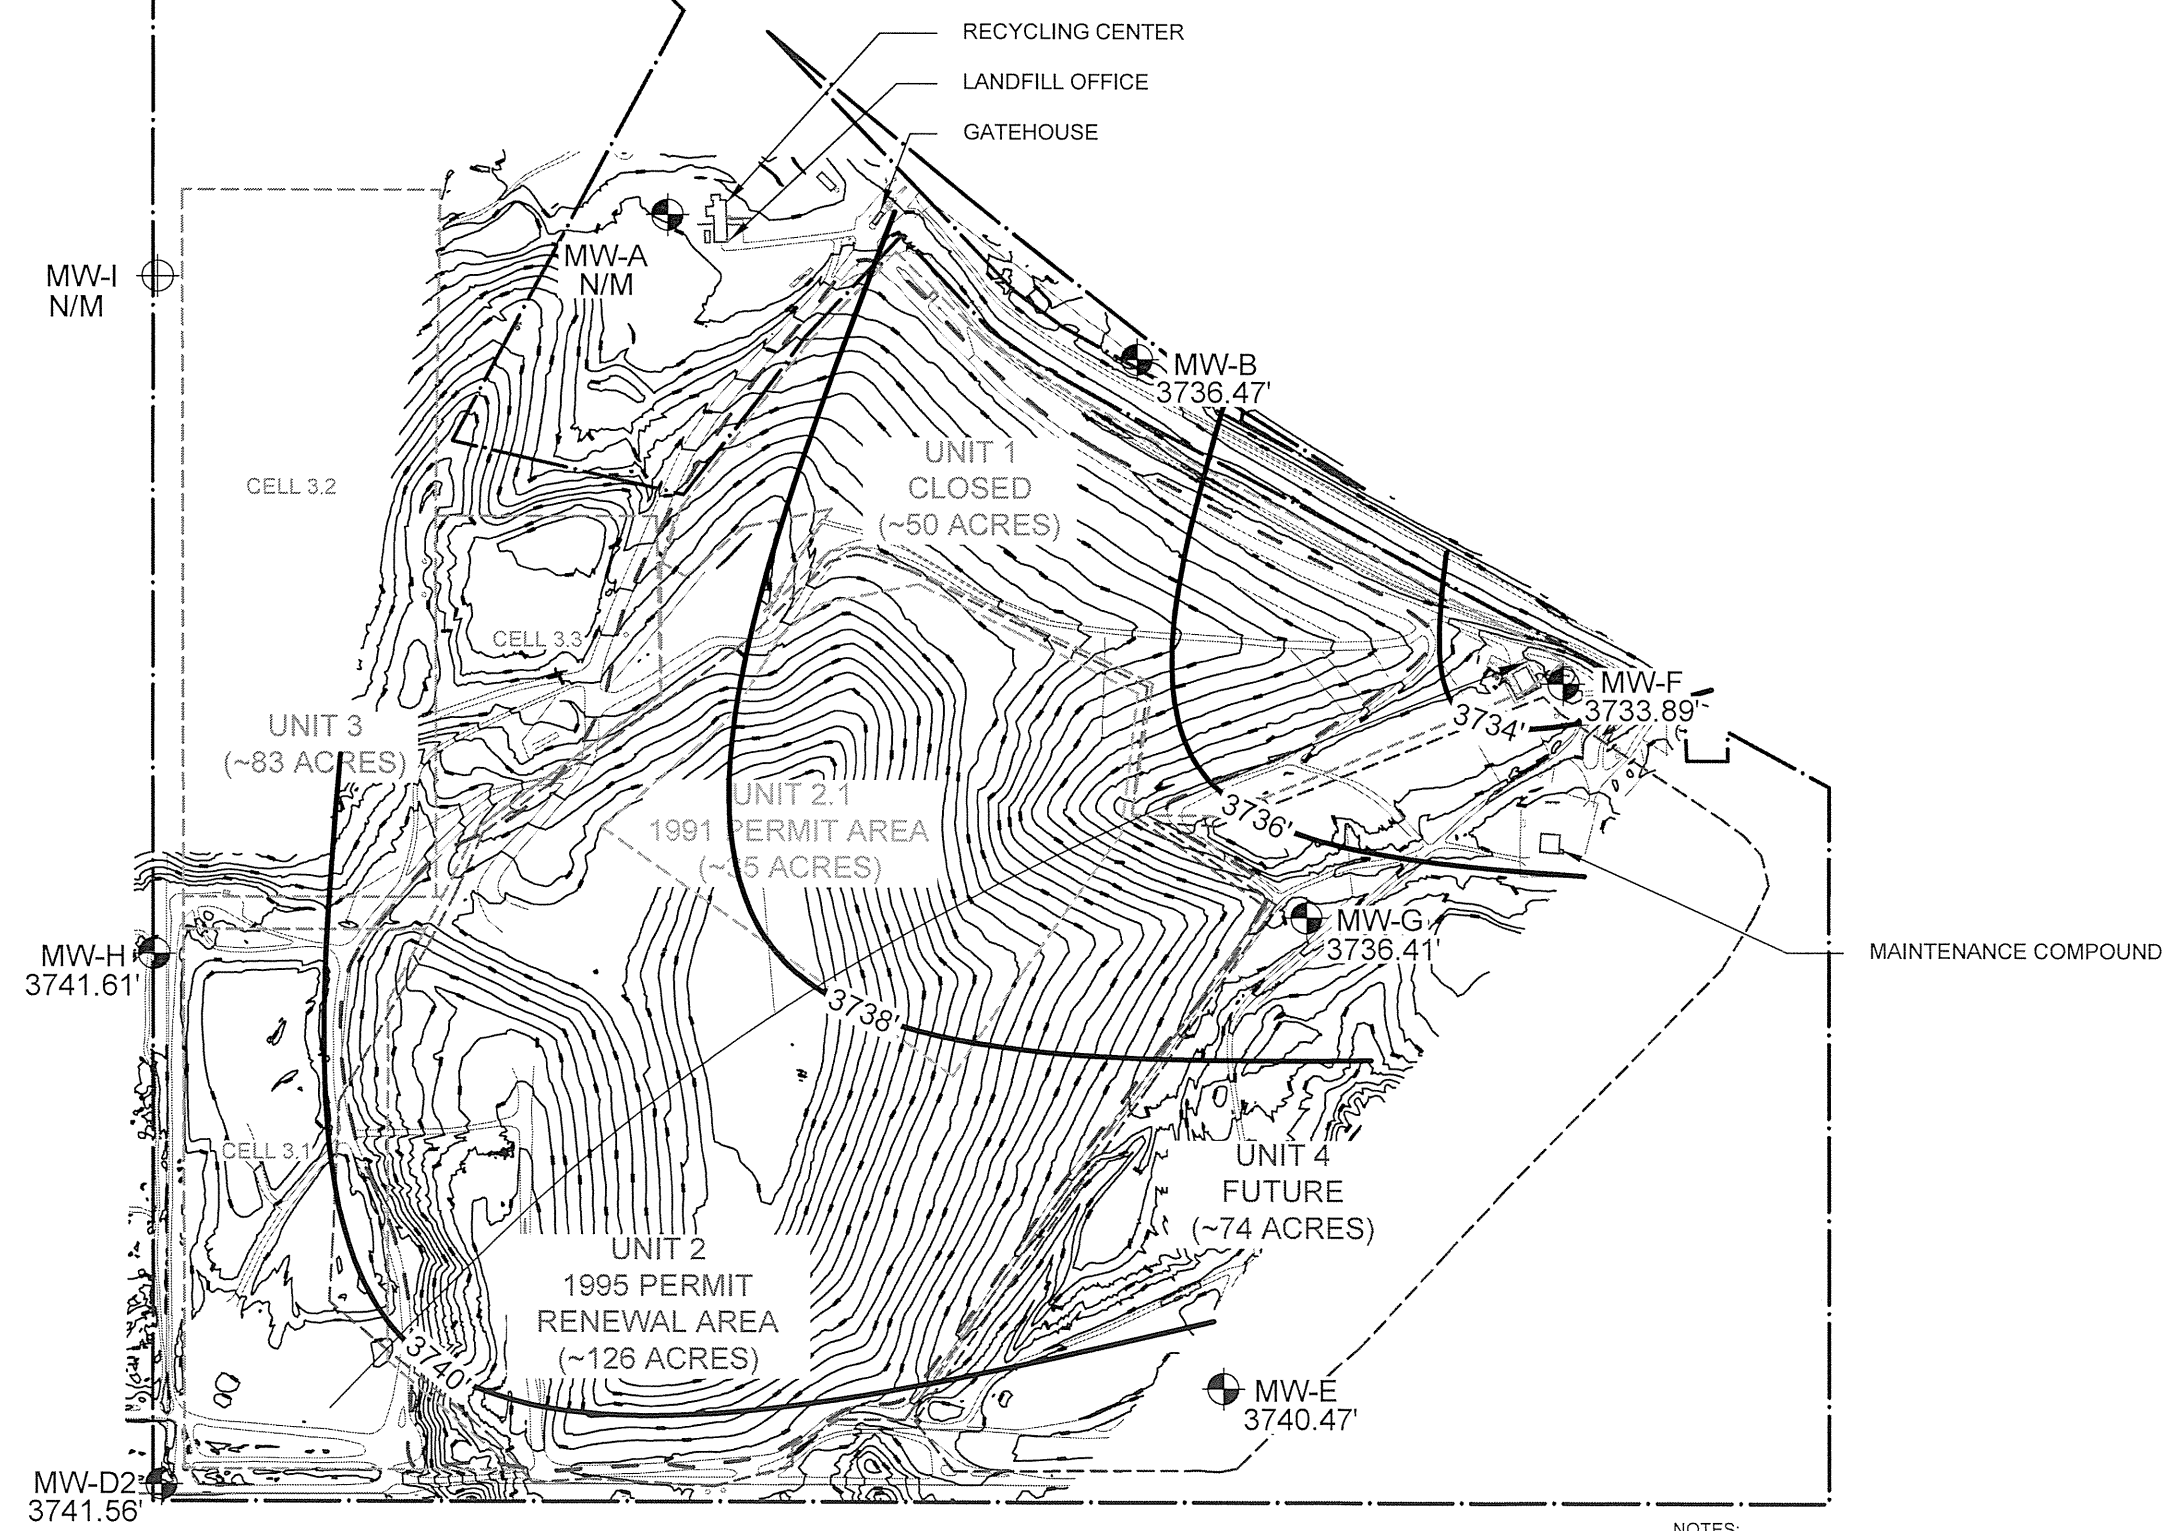 RECYCLING CENTER
LANDFILL OFFICE
GATEHOUSE
MW-A
N/M
MW-I
N/M
MW-B
3736.47'
UNIT 1
CLOSED
(~50 ACRES)
CELL 3.2
CELL 3.3
MW-F
3733.89'
3734'
UNIT 3
(~83 ACRES)
UNIT 2.1
1991 PERMIT AREA
(~35 ACRES)
3736'
MW-G
3736.41'
MAINTENANCE COMPOUND
MW-H
3741.61'
3738'
CELL 3.1
UNIT 4
FUTURE
(~74 ACRES)
UNIT 2
1995 PERMIT
RENEWAL AREA
(~126 ACRES)
3740'
MW-E
3740.47'
MW-D2
3741.56'
NOTES: